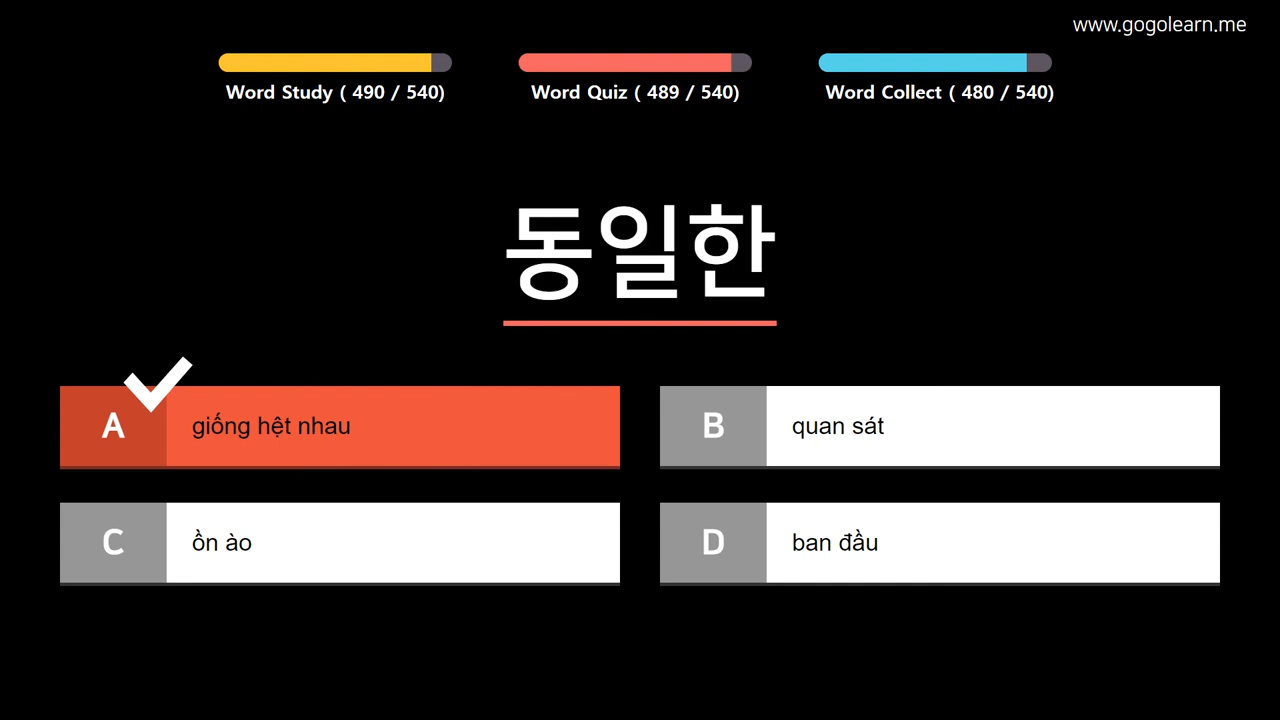 www.gogolearn.me
Word Study ( 490 / 540)
Word Quiz ( 489 / 540)
Word Collect ( 480 / 540)
동일한
A
giống hệt nhau
B
quan sát
C
ồn ào
D
ban đầu